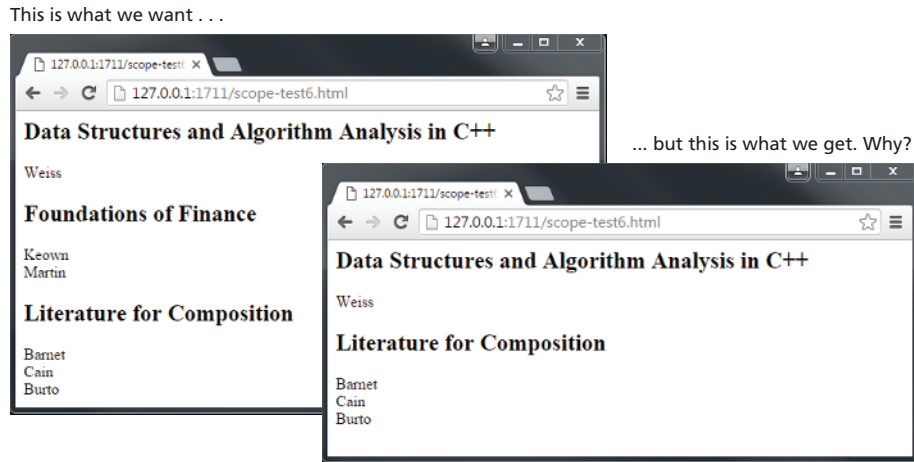 This is what we want . . .
127.0.0.1:1711/scope-test6
127.0.0.1:1711/scope-test6.html
Data Structures and Algorithm Analysis in C++
Weiss
Foundations of Finance
Keown
Martin
Literature for Composition
Barnet
Cain
Burto
... but this is what we get. Why?
127.0.0.1:1711/scope-test6
127.0.0.1:1711/scope-test6.html
Data Structures and Algorithm Analysis in C++
Weiss
Literature for Composition
Barnet
Cain
Burto